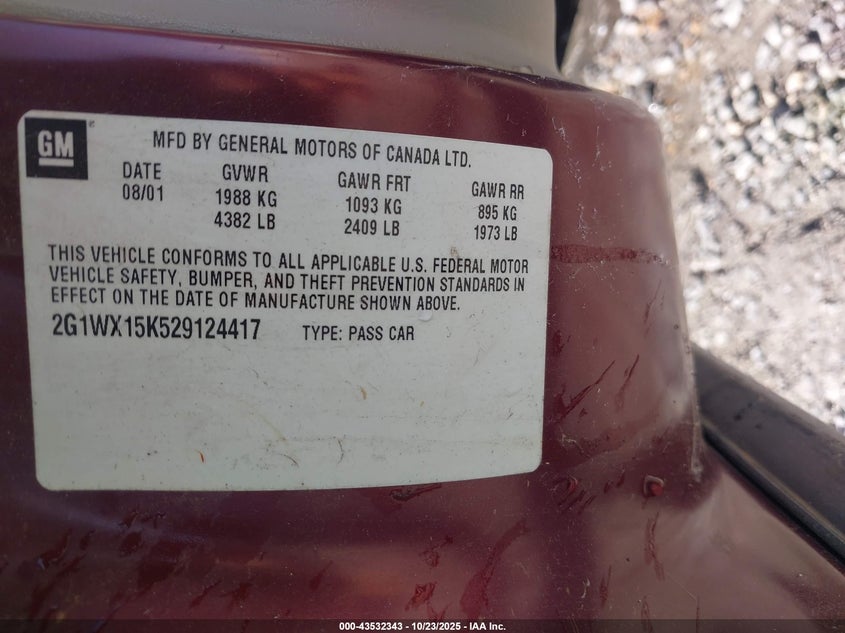 GM
MFD BY GENERAL MOTORS OF CANADA LTD.
DATE GVWR GAWR FRT GAWR RR
08/01 1988 KG 1093 KG 895 KG
4382 LB 2409 LB 1973 LB
THIS VEHICLE CONFORMS TO ALL APPLICABLE U.S. FEDERAL MOTOR
VEHICLE SAFETY, BUMPER, AND THEFT PREVENTION STANDARDS IN
EFFECT ON THE DATE OF MANUFACTURE SHOWN ABOVE.
2G1WX15K529124417 TYPE: PASS CAR
000-43532343 - 10/23/2025 - IAA Inc.